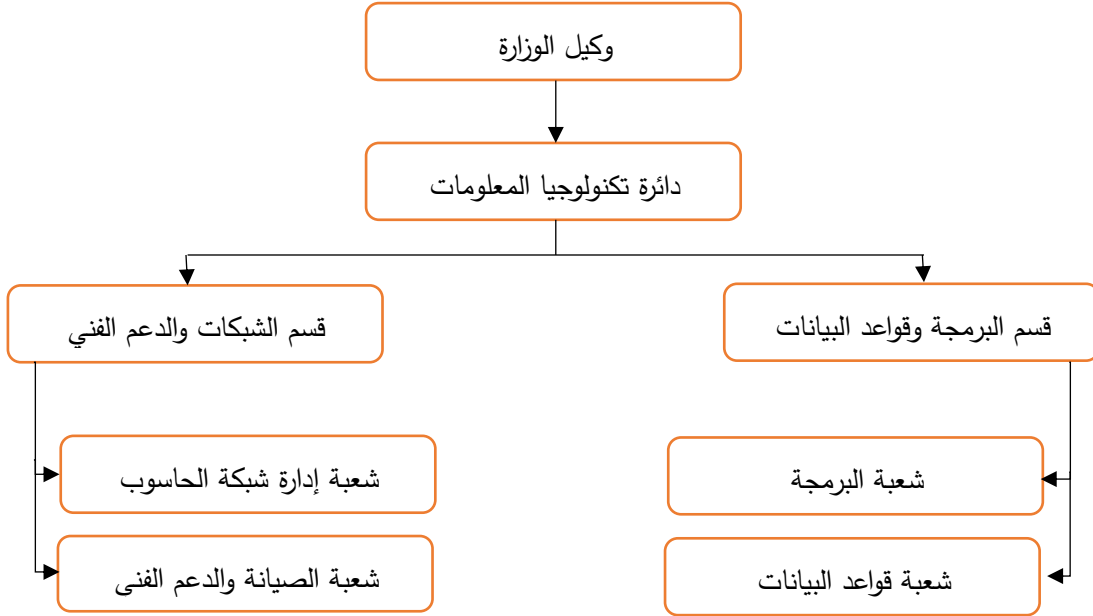 وكيل الوزارة
دائرة تكنولوجيا المعلومات
قسم البرمجة وقواعد البيانات
قسم الشبكات والدعم الفني
شعبة البرمجة
شعبة إدارة شبكة الحاسوب
شعبة قواعد البيانات
شعبة الصيانة والدعم الفنى